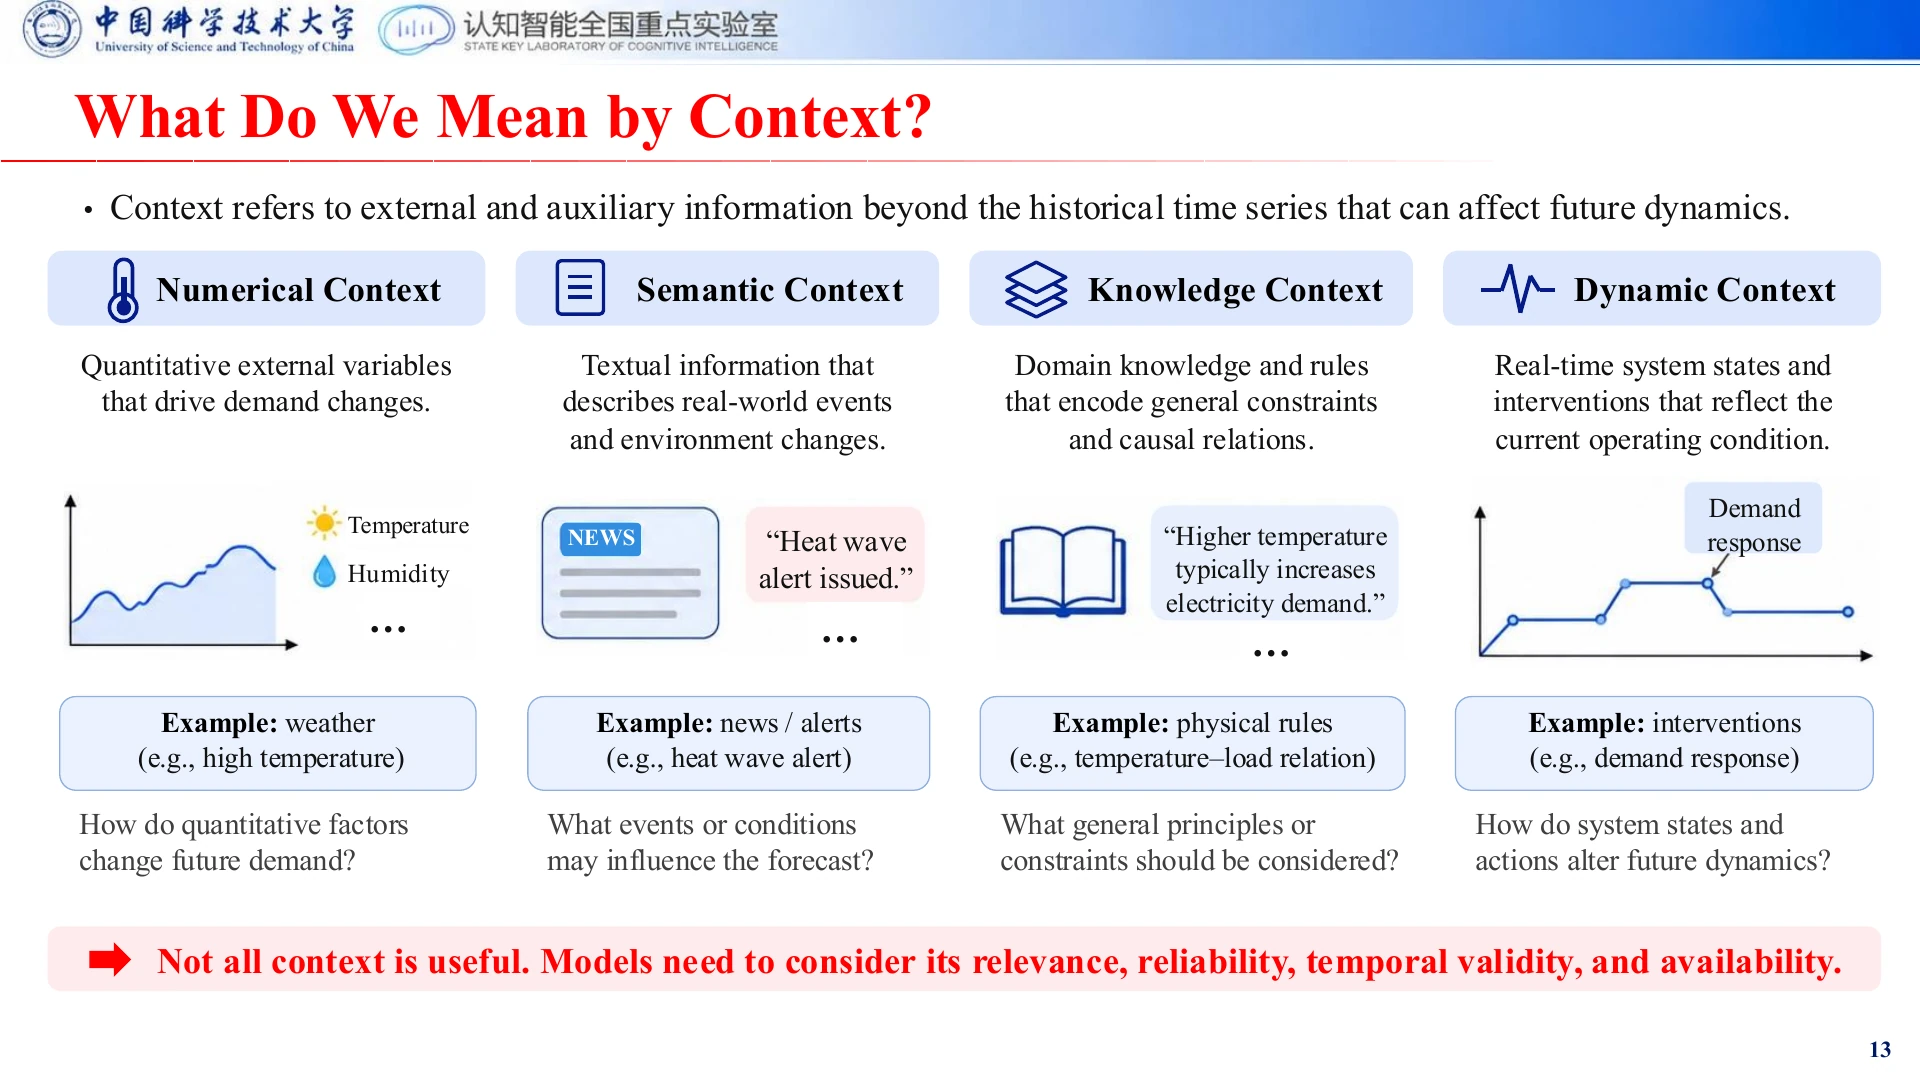 中国科学技术大学
University of Science and Technology of China
认知智能全国重点实验室
STATE KEY LABORATORY OF COGNITIVE INTELLIGENCE
What Do We Mean by Context?
• Context refers to external and auxiliary information beyond the historical time series that can affect future dynamics.
Numerical Context
Quantitative external variables
that drive demand changes.
Temperature
Humidity
...
Example: weather
(e.g., high temperature)
How do quantitative factors
change future demand?
Semantic Context
Textual information that
describes real-world events
and environment changes.
NEWS
“Heat wave
alert issued.”
...
Example: news / alerts
(e.g., heat wave alert)
What events or conditions
may influence the forecast?
Knowledge Context
Domain knowledge and rules
that encode general constraints
and causal relations.
“Higher temperature
typically increases
electricity demand.”
...
Example: physical rules
(e.g., temperature–load relation)
What general principles or
constraints should be considered?
Dynamic Context
Real-time system states and
interventions that reflect the
current operating condition.
Demand
response
Example: interventions
(e.g., demand response)
How do system states and
actions alter future dynamics?
Not all context is useful. Models need to consider its relevance, reliability, temporal validity, and availability.
13